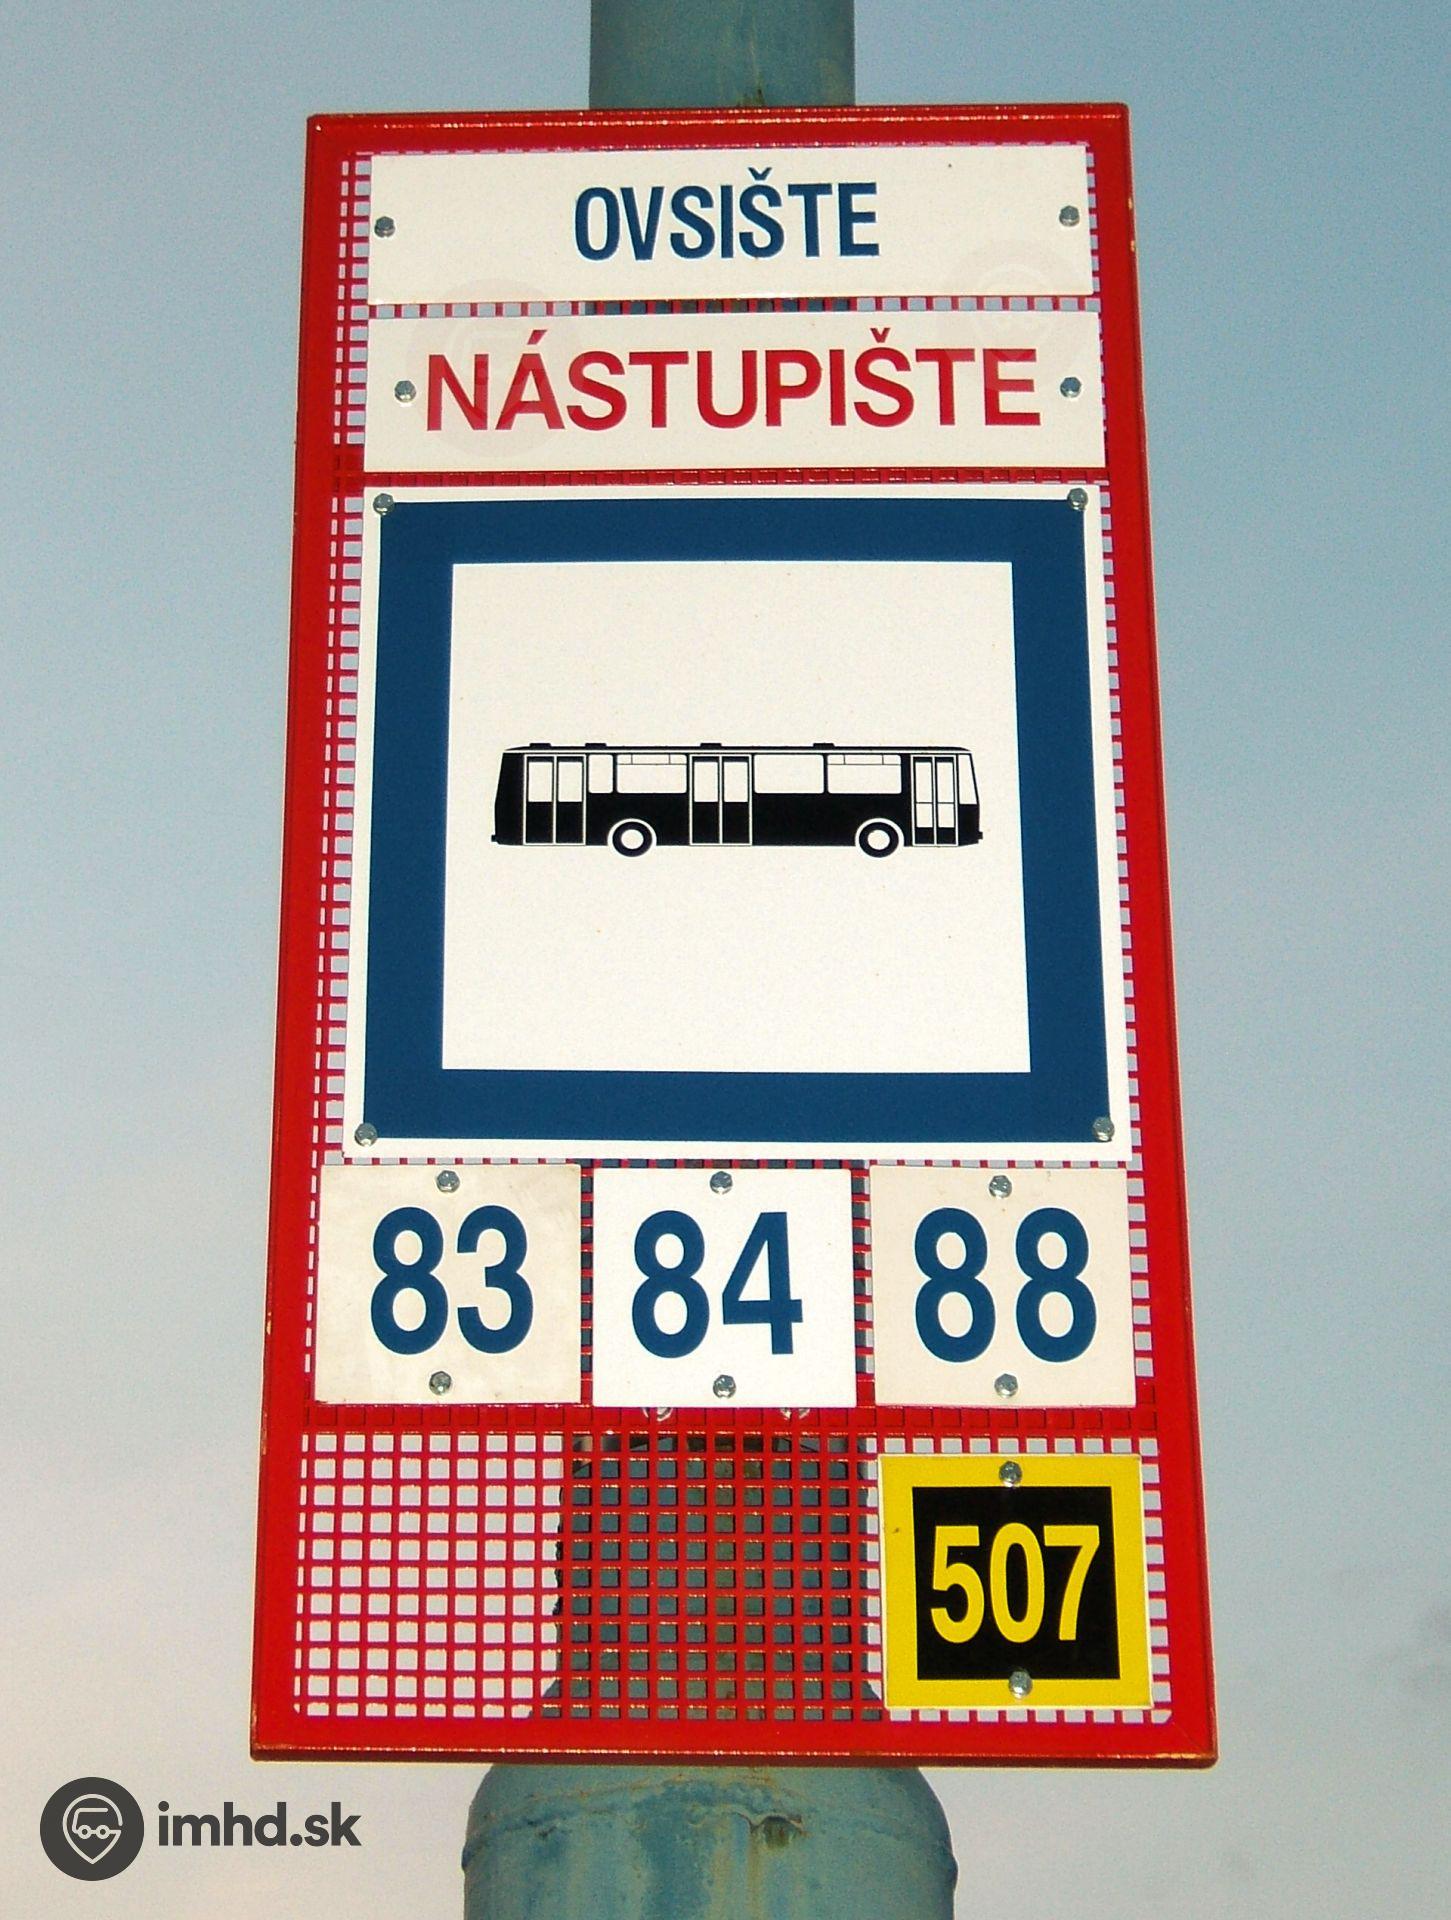 OVSIŠTE
NÁSTUPIŠTE
83 84 88
507
imhd.sk